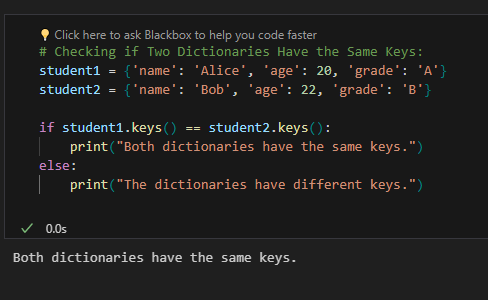 Click here to ask Blackbox to help you code faster
# Checking if Two Dictionaries Have the Same Keys:
student1 = {'name': 'Alice', 'age': 20, 'grade': 'A'}
student2 = {'name': 'Bob', 'age': 22, 'grade': 'B'}
if student1.keys() == student2.keys():
    print("Both dictionaries have the same keys.")
else:
    print("The dictionaries have different keys.")
0.0s
Both dictionaries have the same keys.